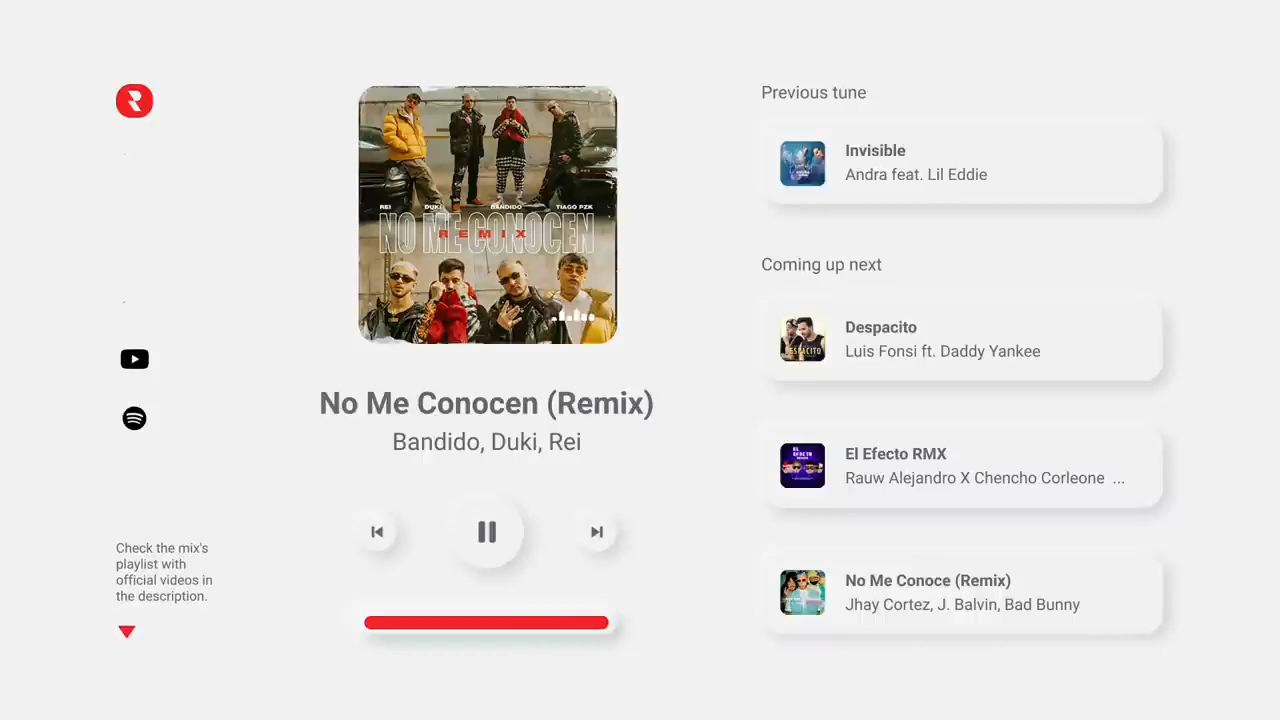 Previous tune
Invisible
Andra feat. Lil Eddie
REI DUKI BANDIDO TIAGO PZK
NO ME CONOCEN
REMIX
No Me Conocen (Remix)
Bandido, Duki, Rei
Coming up next
Despacito
Luis Fonsi ft. Daddy Yankee
DESPACITO
El Efecto RMX
Rauw Alejandro X Chencho Corleone ...
EL EFECTO
No Me Conoce (Remix)
Jhay Cortez, J. Balvin, Bad Bunny
Check the mix's
playlist with
official videos in
the description.